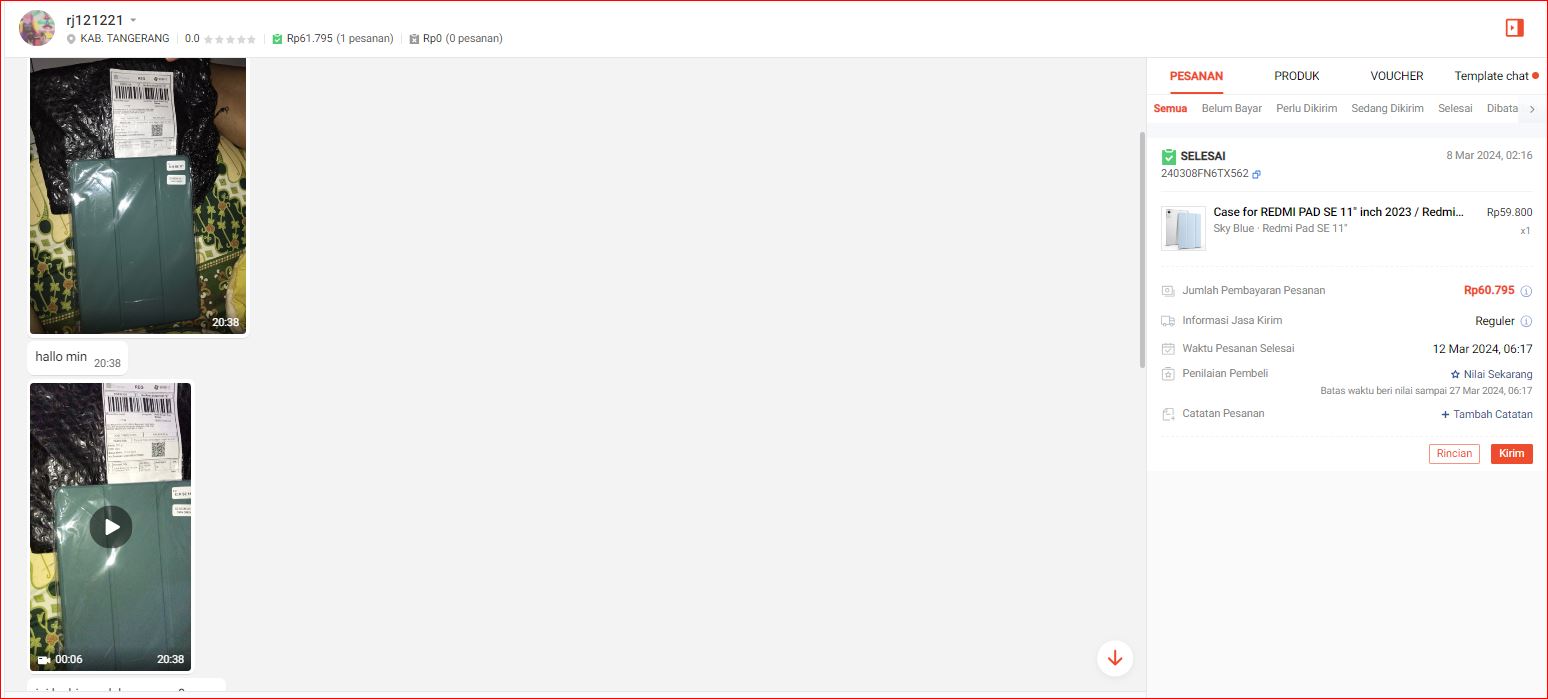 rj121221
KAB. TANGERANG
0.0
Rp61.795 (1 pesanan)
Rp0 (0 pesanan)
REG
20:38
hallo min 20:38
REG
00:06 20:38
PESANAN PRODUK VOUCHER Template chat
Semua Belum Bayar Perlu Dikirim Sedang Dikirim Selesai Dibata
SELESAI 8 Mar 2024, 02:16
240308FN6TX562
Case for REDMI PAD SE 11" inch 2023 / Redmi... Rp59.800
Sky Blue · Redmi Pad SE 11" x1
Jumlah Pembayaran Pesanan Rp60.795
Informasi Jasa Kirim Reguler
Waktu Pesanan Selesai 12 Mar 2024, 06:17
Penilaian Pembeli Nilai Sekarang
Batas waktu beri nilai sampai 27 Mar 2024, 06:17
Catatan Pesanan + Tambah Catatan
Rincian Kirim